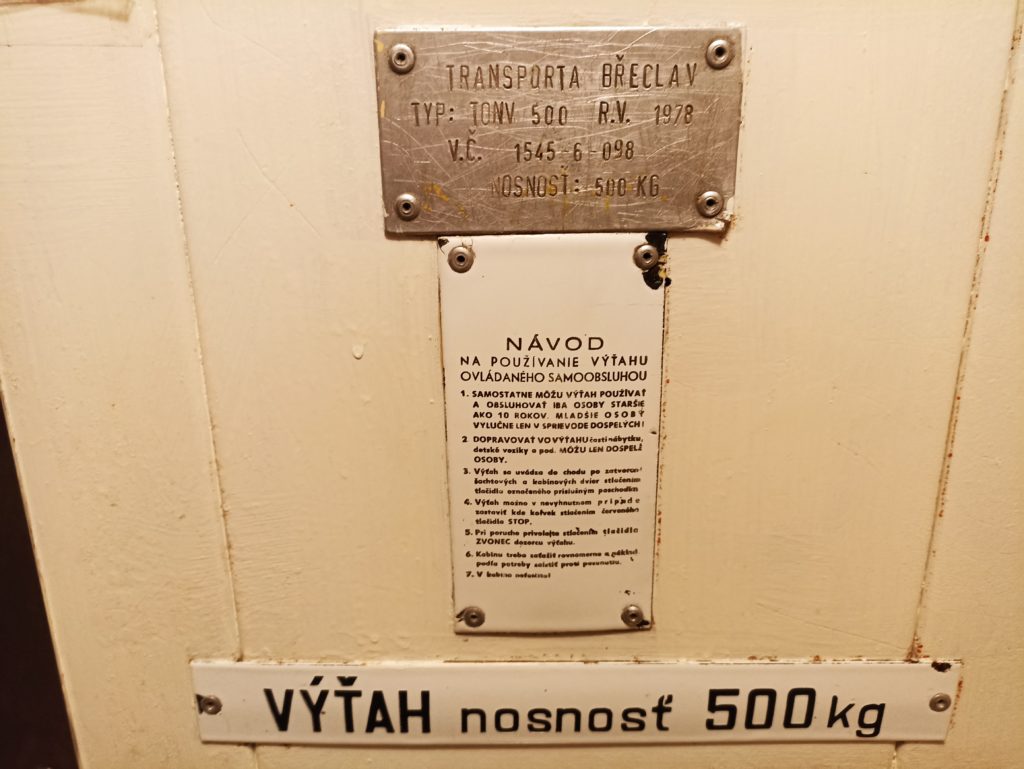 TRANSPORTA BŘECLAV
TYP: TONV 500 R.V. 1978
V.Č. 1545-6-098
NOSNOSŤ: 500 KG
NÁVOD
NA POUŽÍVANIE VÝŤAHU
OVLÁDANÉHO SAMOOBSLUHOU
1. SAMOSTATNE MÔŽU VÝŤAH POUŽÍVAŤ
A OBSLUHOVAŤ IBA OSOBY STARŠIE
AKO 10 ROKOV. MLADŠIE OSOBY
VYLUČNE LEN V SPRIEVODE DOSPELÝCH!
2. DOPRAVOVAŤ VO VÝŤAHU časti nábytku,
detské vozíky a pod. MÔŽU LEN DOSPELÉ
OSOBY.
3. Výťah sa uvádza do chodu po zatvorení
šachtových a kabinových dvier stlačením
tlačidla označeného príslušným poschodím
4. Výťah možno v nevyhnutnom prípade
zastaviť kde koľvek stlačením červeného
tlačidla STOP.
5. Pri poruche privolajte stlačením tlačidla
ZVONEC dozorcu výťahu.
6. Kabinu treba zaťažiť rovnomerne a náklad
podľa potreby zaistiť proti posunutiu.
7. V kabine nefajčite!
VÝŤAH nosnosť 500 kg